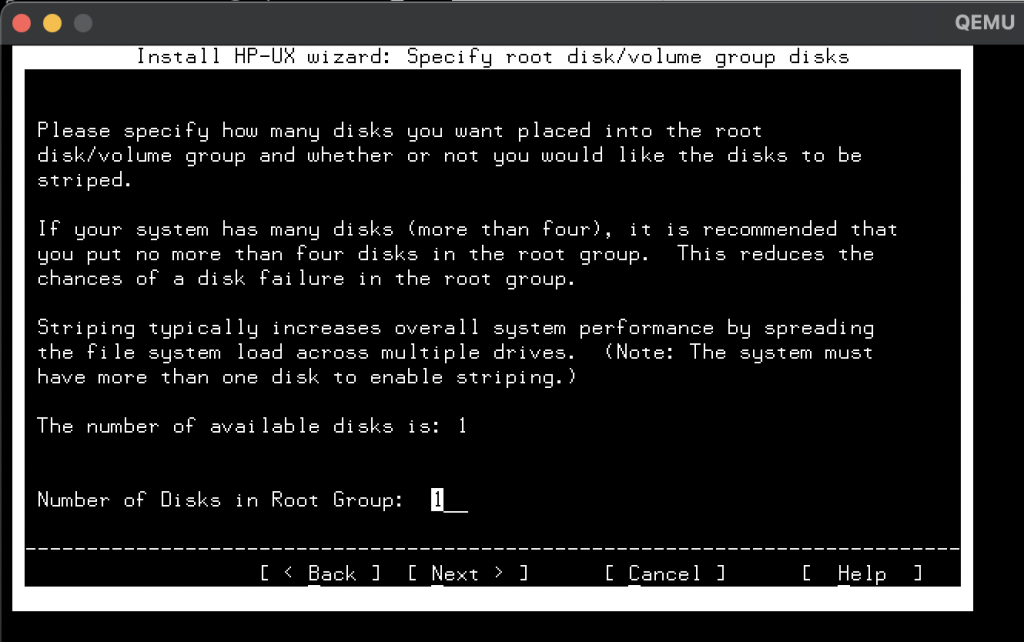 QEMU
Install HP-UX wizard: Specify root disk/volume group disks
Please specify how many disks you want placed into the root
disk/volume group and whether or not you would like the disks to be
striped.
If your system has many disks (more than four), it is recommended that
you put no more than four disks in the root group.  This reduces the
chances of a disk failure in the root group.
Striping typically increases overall system performance by spreading
the file system load across multiple drives.  (Note: The system must
have more than one disk to enable striping.)
The number of available disks is: 1
Number of Disks in Root Group:  1__
[ < Back ]  [ Next > ]      [ Cancel ]      [  Help  ]